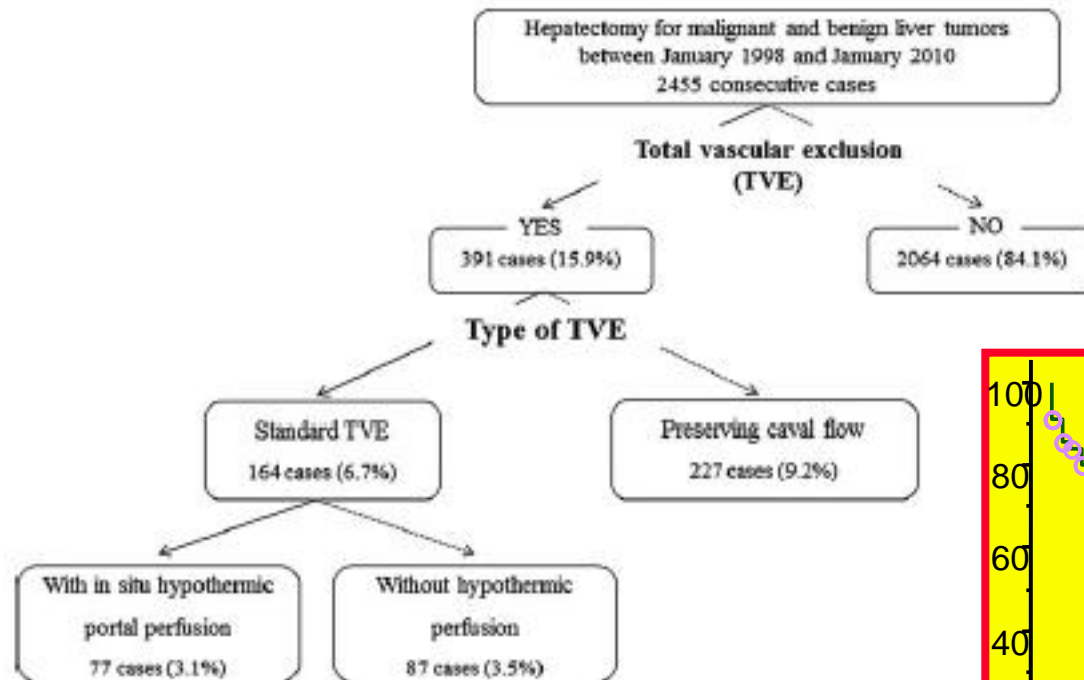 Hepatectomy for malignant and benign liver tumors
between January 1998 and January 2010
2455 consecutive cases
Total vascular exclusion
(TVE)
YES
391 cases (15.9%)
NO
2064 cases (84.1%)
Type of TVE
Standard TVE
164 cases (6.7%)
Preserving caval flow
227 cases (9.2%)
With in situ hypothermic
portal perfusion
77 cases (3.1%)
Without hypothermic
perfusion
87 cases (3.5%)
100
80
60
40